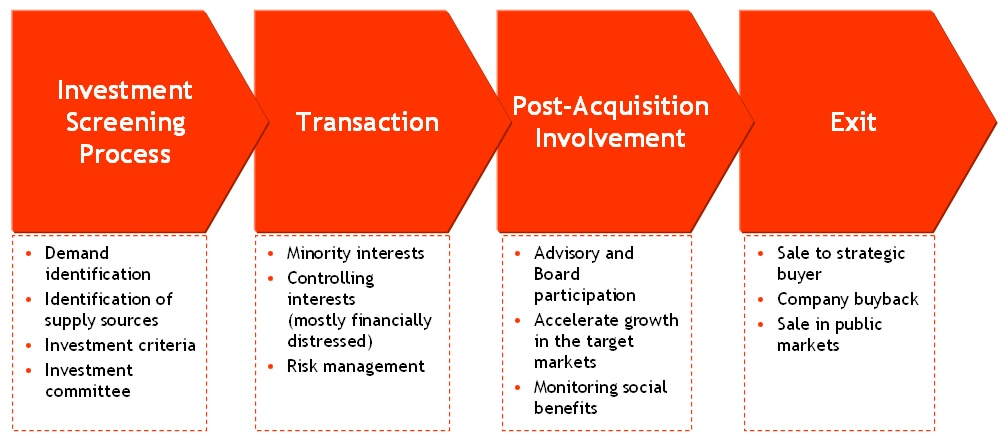 Investment
Screening
Process
• Demand
identification
• Identification of
supply sources
• Investment criteria
• Investment
committee
Transaction
• Minority interests
• Controlling
interests
(mostly financially
distressed)
• Risk management
Post-Acquisition
Involvement
• Advisory and
Board
participation
• Accelerate growth
in the target
markets
• Monitoring social
benefits
Exit
• Sale to strategic
buyer
• Company buyback
• Sale in public
markets